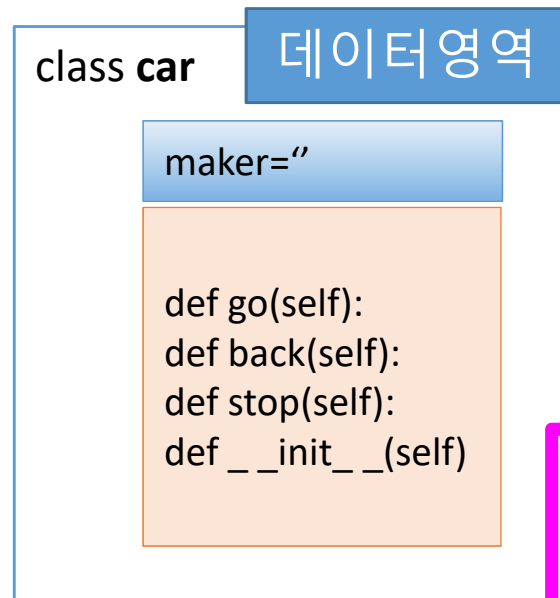 class car
데이터영역
maker=‘’
def go(self):
def back(self):
def stop(self):
def _ _init_ _(self)